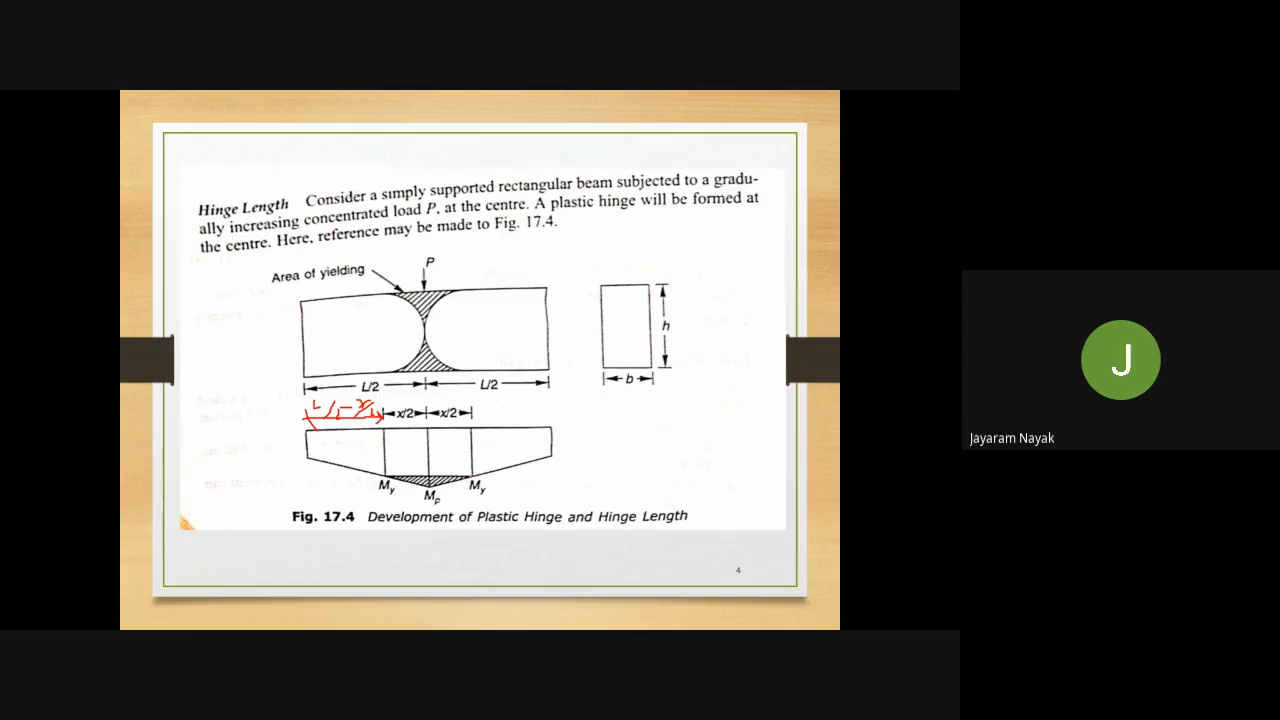 Hinge Length Consider a simply supported rectangular beam subjected to a gradu-
ally increasing concentrated load P, at the centre. A plastic hinge will be formed at
the centre. Here, reference may be made to Fig. 17.4.
Area of yielding
P
h
L/2 L/2
b
L/2 - x/2 x/2 x/2
My Mp My
Fig. 17.4 Development of Plastic Hinge and Hinge Length
4
J
Jayaram Nayak